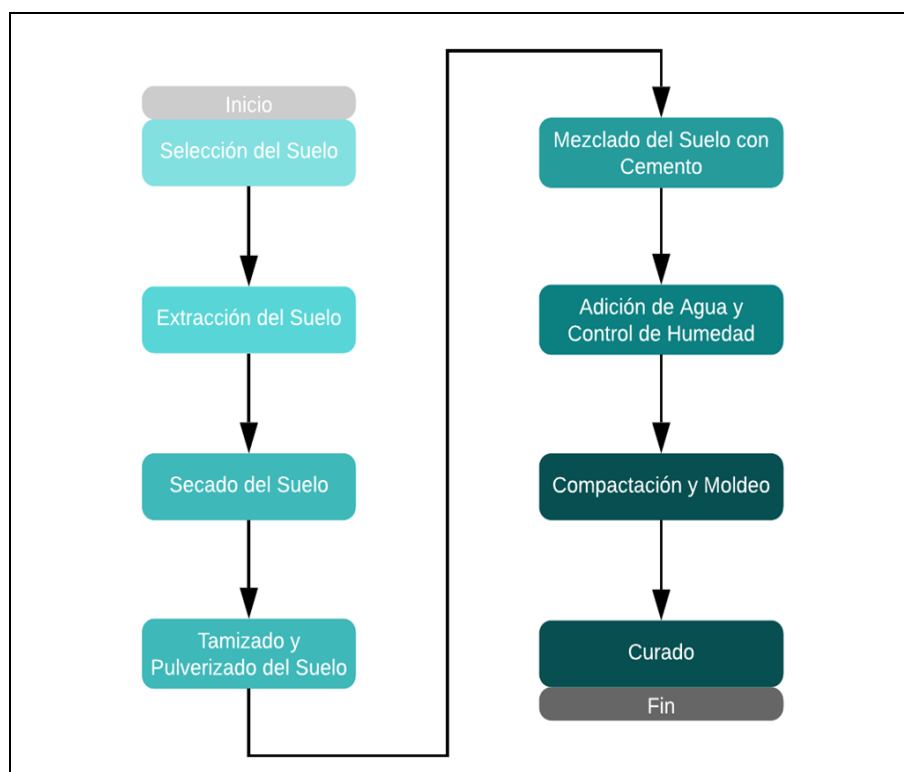 Inicio
Selección del Suelo
Extracción del Suelo
Secado del Suelo
Tamizado y
Pulverizado del Suelo
Mezclado del Suelo con
Cemento
Adición de Agua y
Control de Humedad
Compactación y Moldeo
Curado
Fin